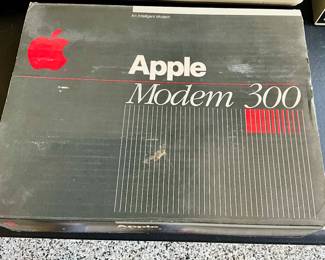 An Intelligent Modem
Apple
Modem 300
Apple